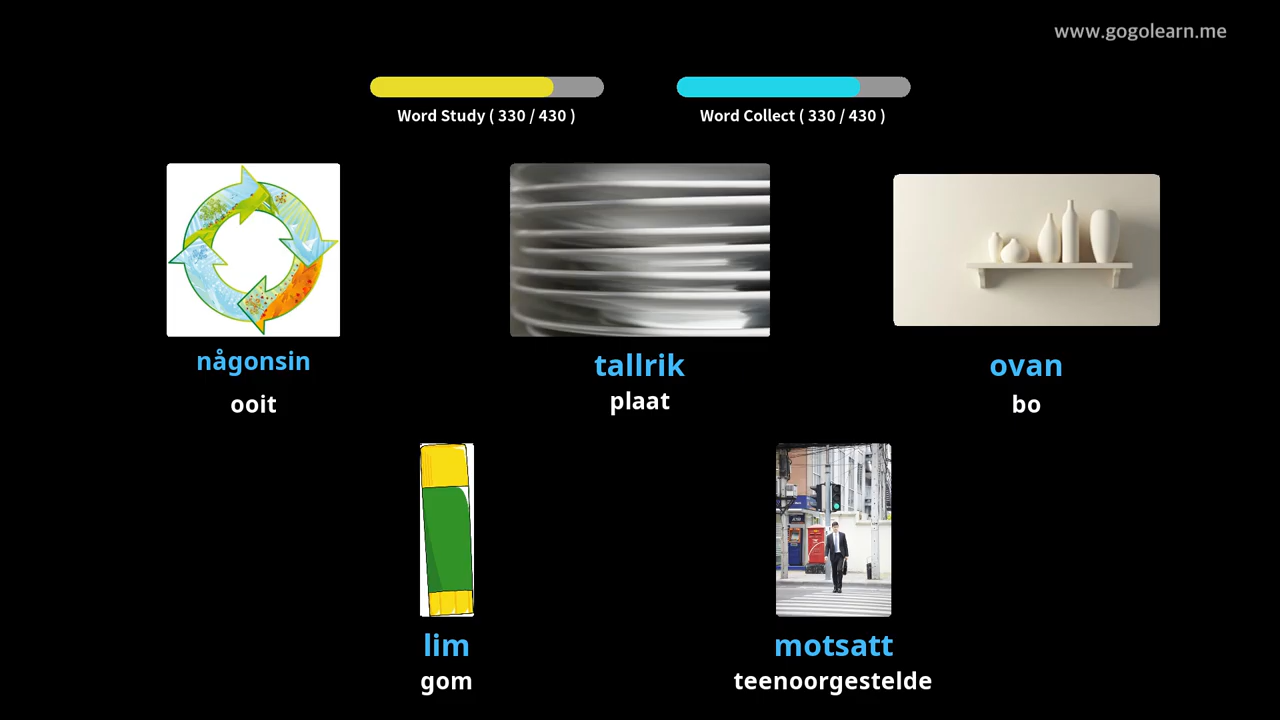 www.gogolearn.me
Word Study ( 330 / 430 )
Word Collect ( 330 / 430 )
någonsin
ooit
tallrik
plaat
ovan
bo
lim
gom
motsatt
teenoorgestelde